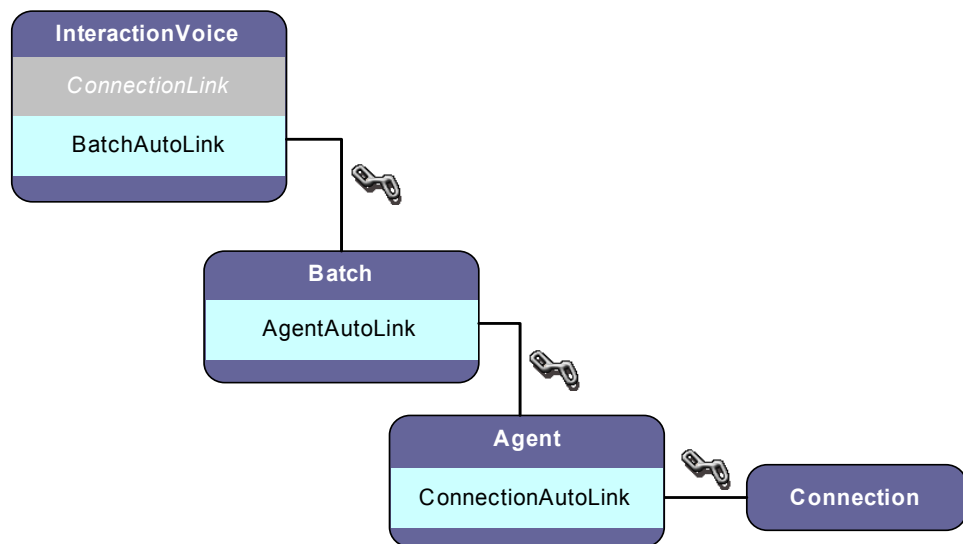 InteractionVoice
ConnectionLink
BatchAutoLink
Batch
AgentAutoLink
Agent
ConnectionAutoLink
Connection